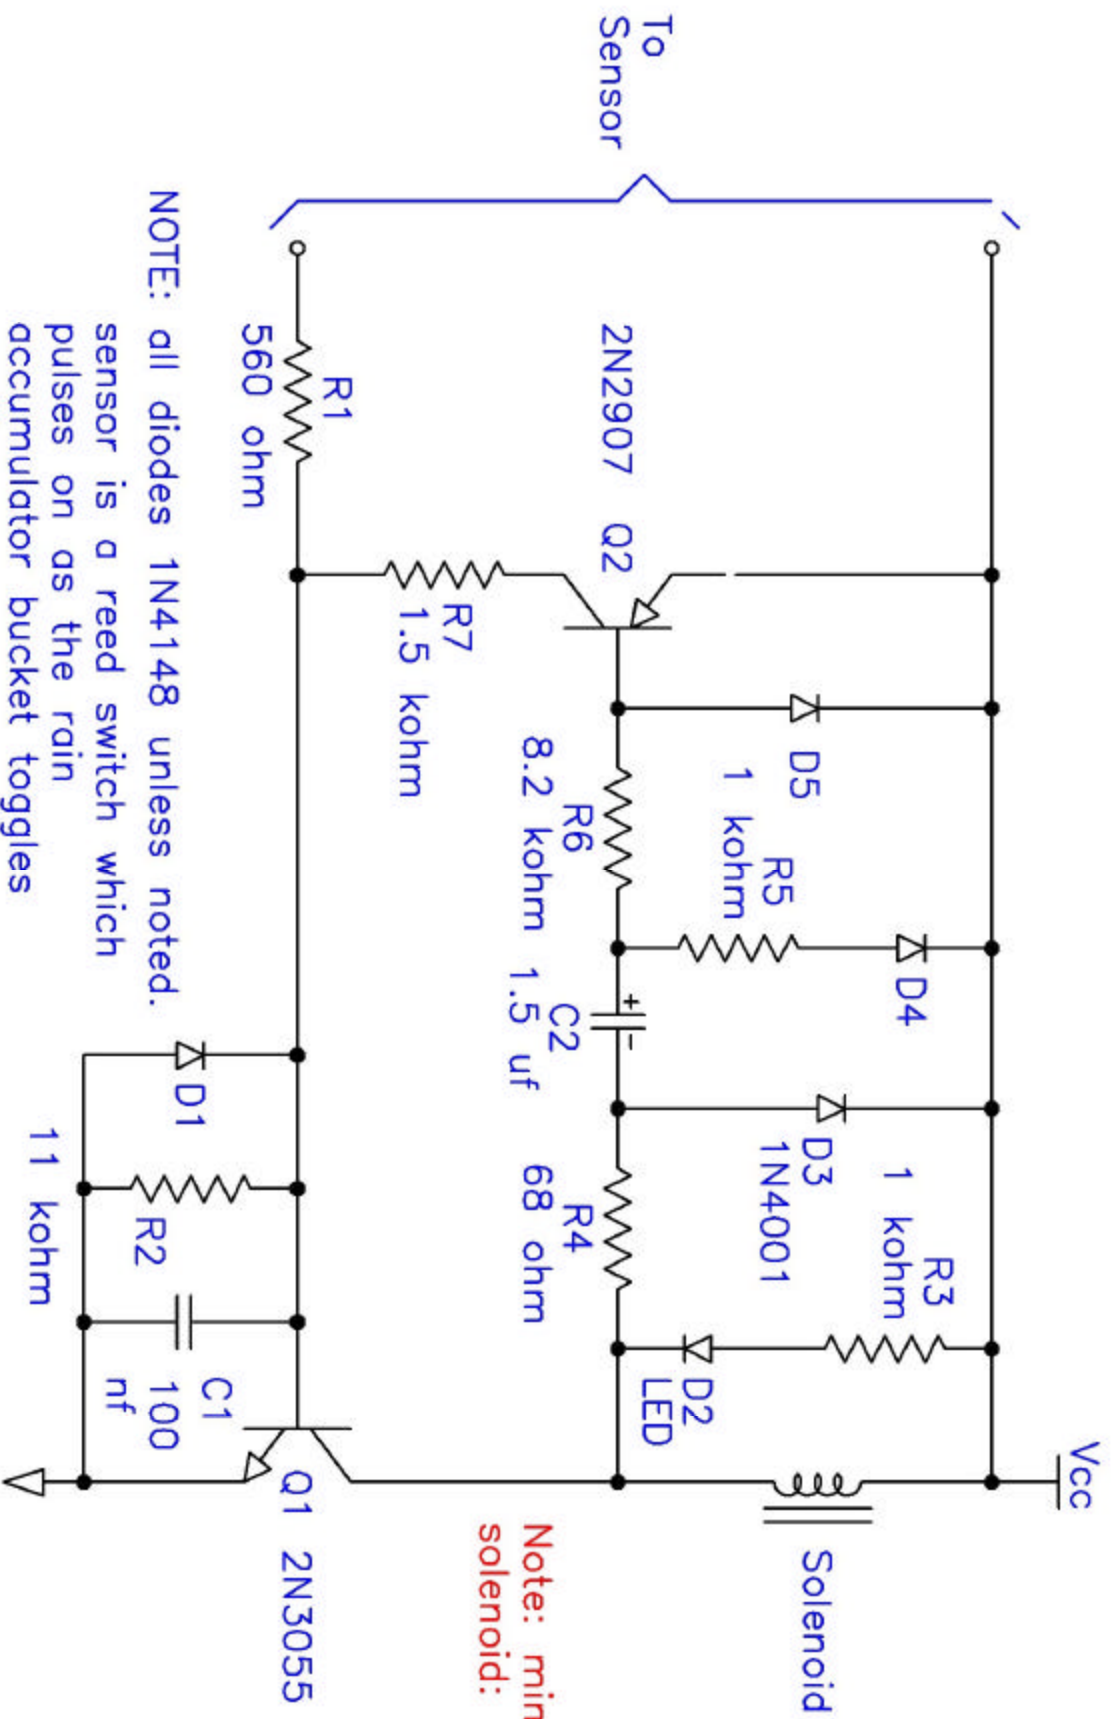 To
Sensor
Vcc
2N2907 Q2
D5
1 kohm
R5
D4
D3
1N4001
R3
1 kohm
Solenoid
R6
8.2 kohm
C2
1.5 uf
+
-
R4
68 ohm
D2
LED
R7
1.5 kohm
R1
560 ohm
D1
R2
11 kohm
C1
100
nf
Q1 2N3055
Note: min
solenoid:
NOTE: all diodes 1N4148 unless noted.
sensor is a reed switch which
pulses on as the rain
accumulator bucket toggles